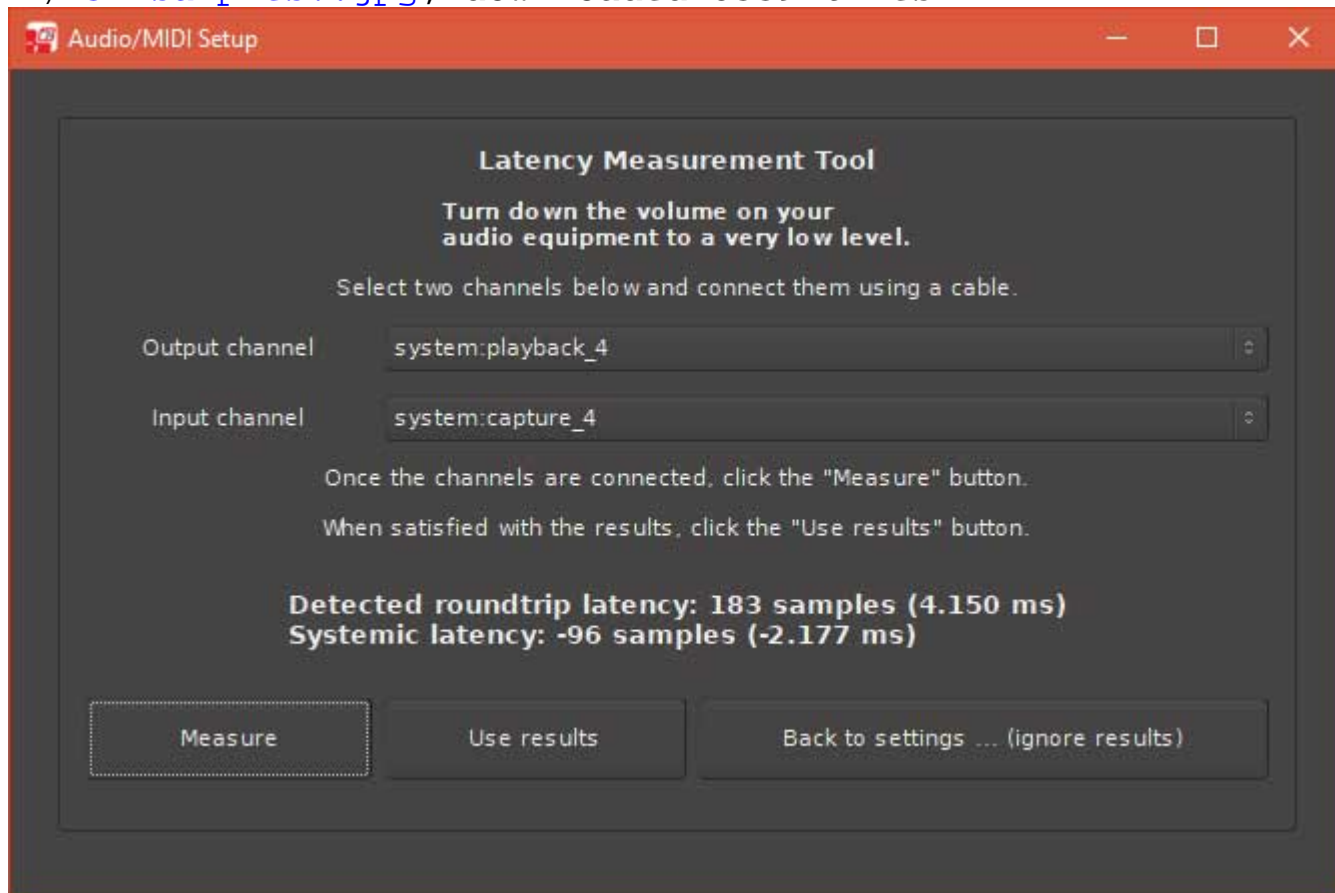 Audio/MIDI Setup
Latency Measurement Tool
Turn down the volume on your
audio equipment to a very low level.
Select two channels below and connect them using a cable.
Output channel system:playback_4
Input channel system:capture_4
Once the channels are connected, click the "Measure" button.
When satisfied with the results, click the "Use results" button.
Detected roundtrip latency: 183 samples (4.150 ms)
Systemic latency: -96 samples (-2.177 ms)
Measure Use results Back to settings ... (ignore results)